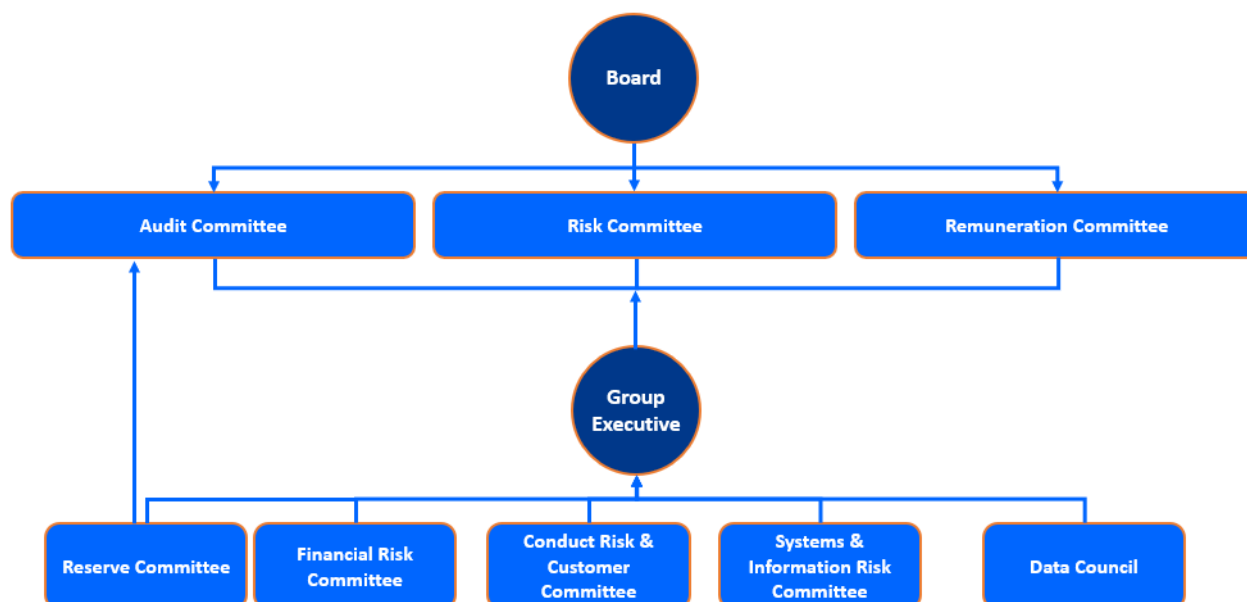 Board
Audit Committee
Risk Committee
Remuneration Committee
Group
Executive
Reserve Committee
Financial Risk
Committee
Conduct Risk &
Customer
Committee
Systems &
Information Risk
Committee
Data Council